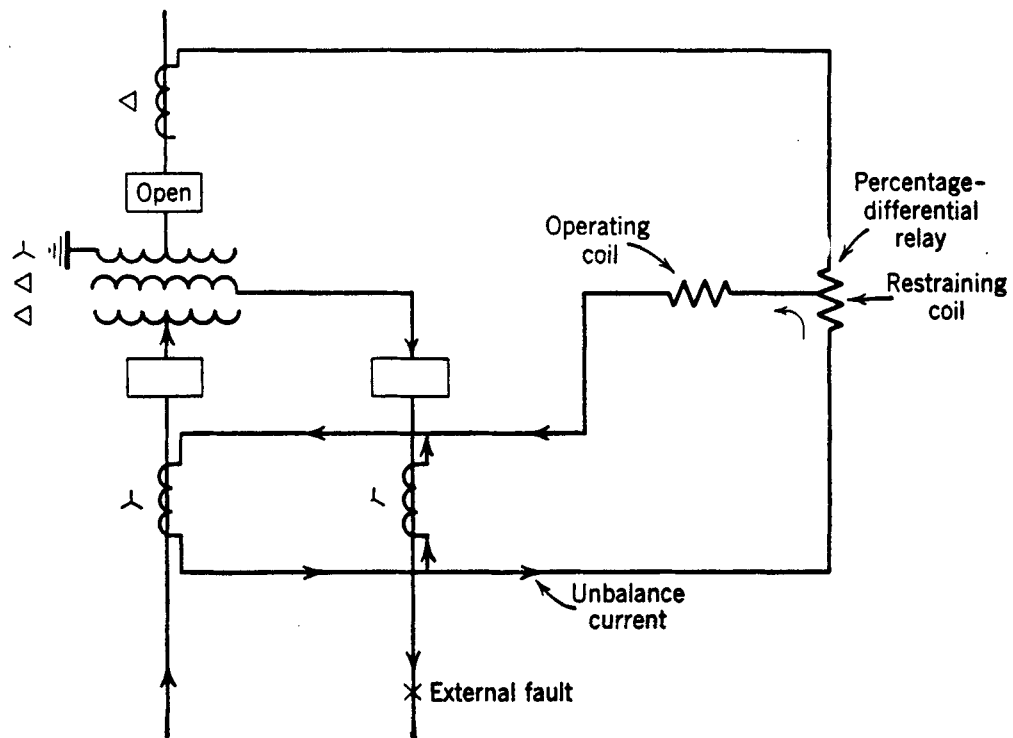 Open
Operating
coil
Percentage-
differential
relay
Restraining
coil
Unbalance
current
External fault